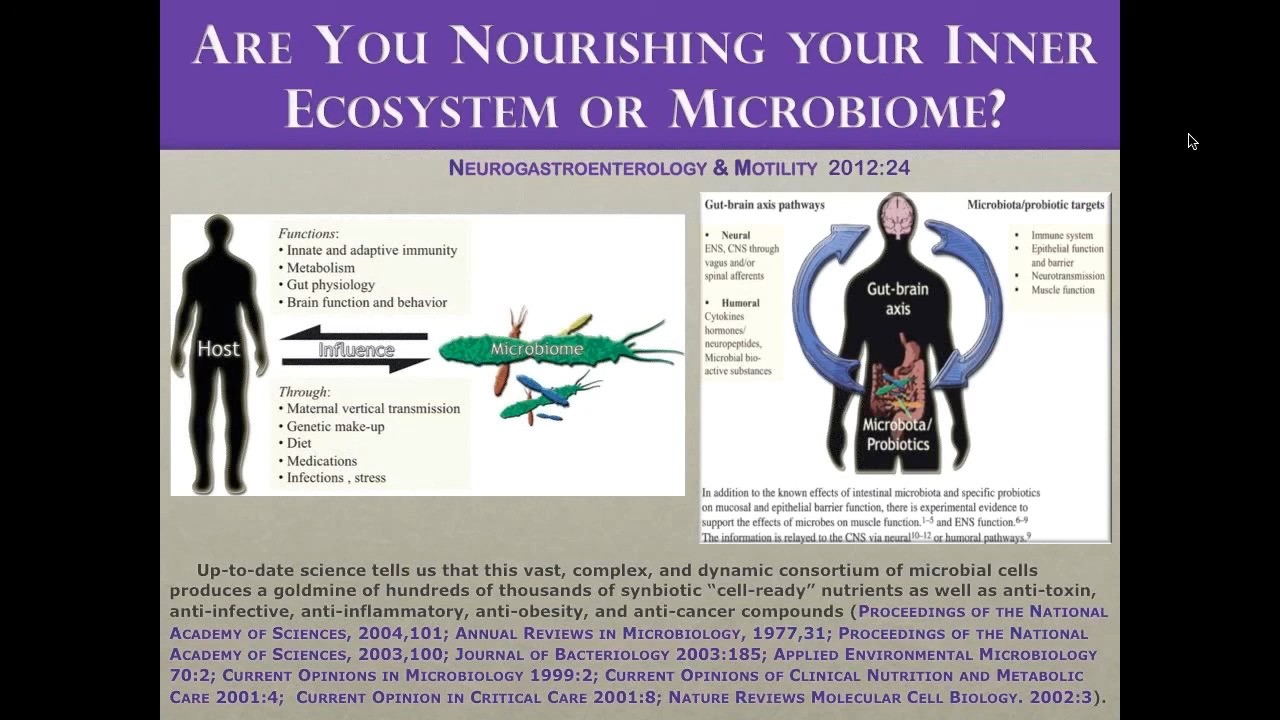 ARE YOU NOURISHING YOUR INNER
ECOSYSTEM OR MICROBIOME?
NEUROGASTROENTEROLOGY & MOTILITY 2012:24
Functions:
• Innate and adaptive immunity
• Metabolism
• Gut physiology
• Brain function and behavior
Host
Influence
Microbiome
Through:
• Maternal vertical transmission
• Genetic make-up
• Diet
• Medications
• Infections , stress
Gut-brain axis pathways
• Neural
ENS, CNS through
vagus and/or
spinal afferents
• Humoral
Cytokines
hormones/
neuropeptides,
Microbial bio-
active substances
Gut-brain
axis
Microbota/
Probiotics
Microbiota/probiotic targets
• Immune system
• Epithelial function
and barrier
• Neurotransmission
• Muscle function
In addition to the known effects of intestinal microbiota and specific probiotics
on mucosal and epithelial barrier function, there is experimental evidence to
support the effects of microbes on muscle function.1–5 and ENS function.6–9
The information is relayed to the CNS via neural10–12 or humoral pathways.9
Up-to-date science tells us that this vast, complex, and dynamic consortium of microbial cells
produces a goldmine of hundreds of thousands of synbiotic “cell-ready” nutrients as well as anti-toxin,
anti-infective, anti-inflammatory, anti-obesity, and anti-cancer compounds (PROCEEDINGS OF THE NATIONAL
ACADEMY OF SCIENCES, 2004,101; ANNUAL REVIEWS IN MICROBIOLOGY, 1977,31; PROCEEDINGS OF THE NATIONAL
ACADEMY OF SCIENCES, 2003,100; JOURNAL OF BACTERIOLOGY 2003:185; APPLIED ENVIRONMENTAL MICROBIOLOGY
70:2; CURRENT OPINIONS IN MICROBIOLOGY 1999:2; CURRENT OPINIONS OF CLINICAL NUTRITION AND METABOLIC
CARE 2001:4; CURRENT OPINION IN CRITICAL CARE 2001:8; NATURE REVIEWS MOLECULAR CELL BIOLOGY. 2002:3).